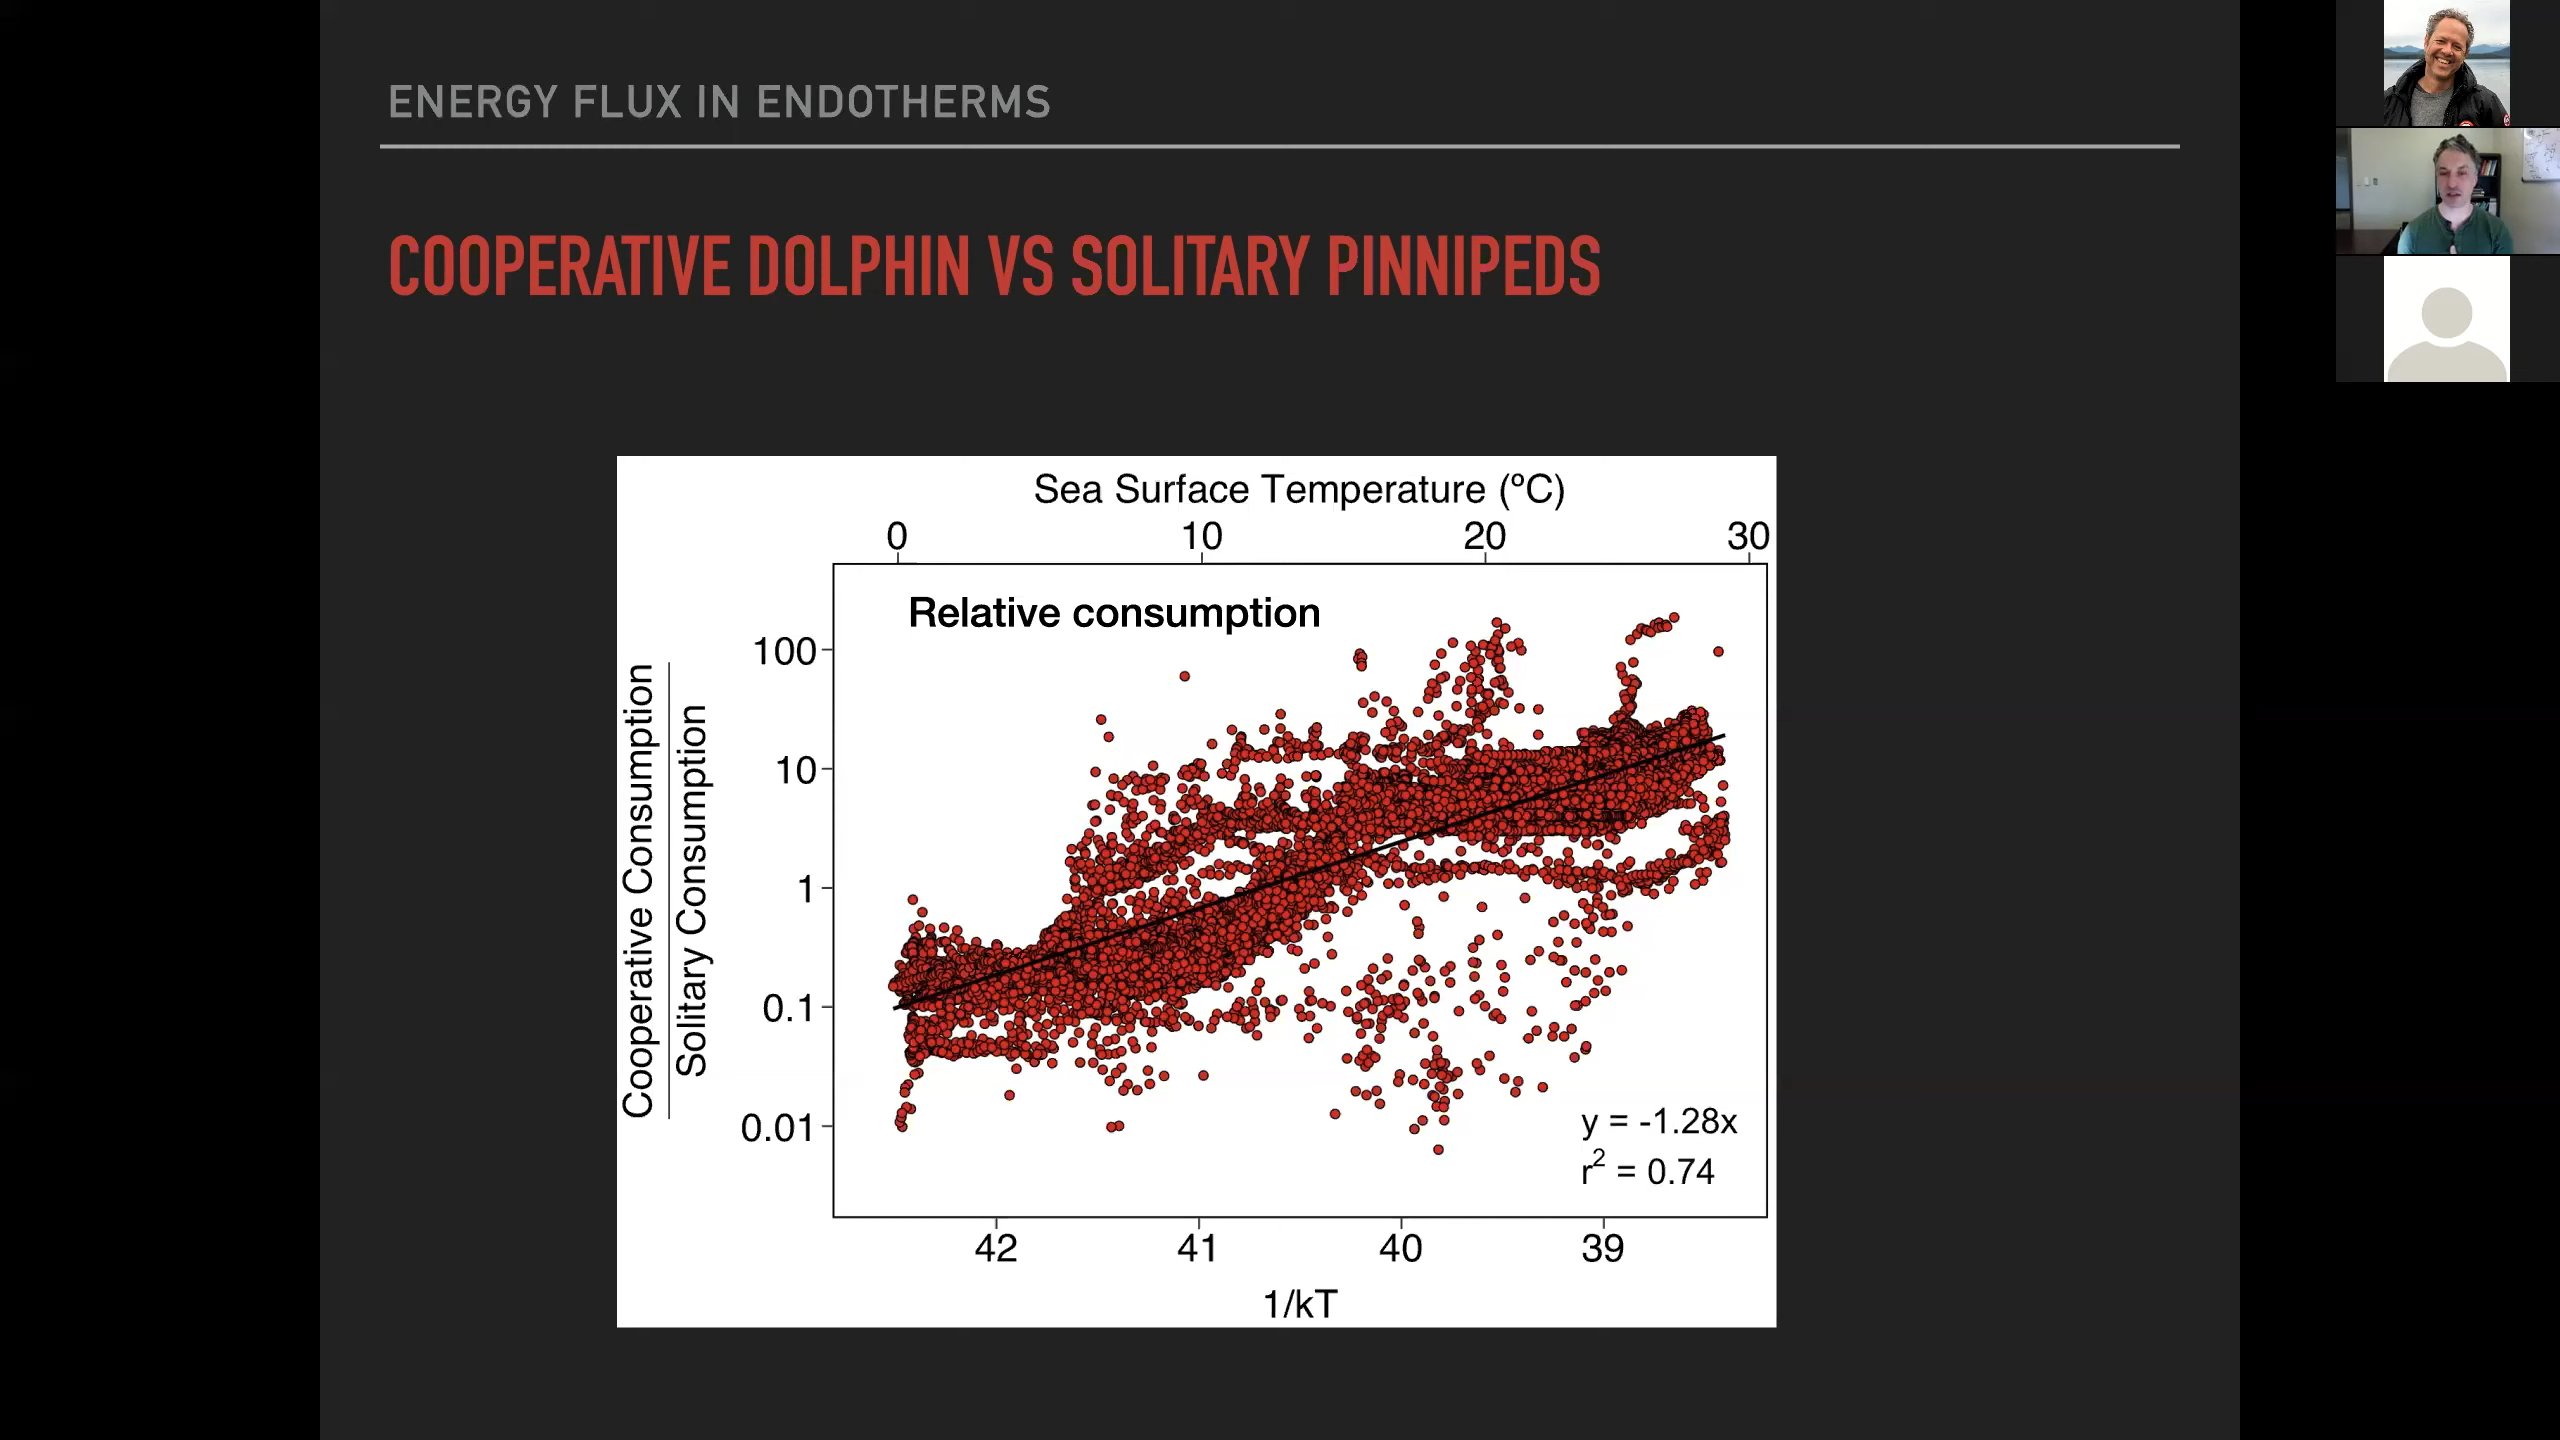 ENERGY FLUX IN ENDOTHERMS
COOPERATIVE DOLPHIN VS SOLITARY PINNIPEDS
Sea Surface Temperature (ºC)
0 10 20 30
Relative consumption
Cooperative Consumption
Solitary Consumption
100
10
1
0.1
0.01
y = -1.28x
r2 = 0.74
42 41 40 39
1/kT